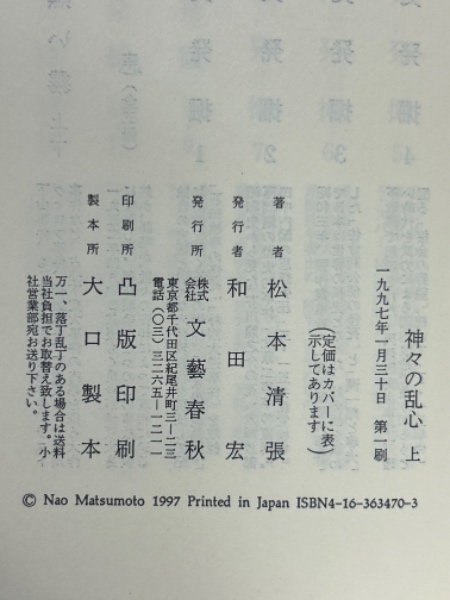 神々の乱心 上
一九九七年一月三十日 第一刷
(定価はカバーに表
示してあります)
著者 松本清張
発行者 和田宏
発行所 株式会社 文藝春秋
東京都千代田区紀尾井町三—二三
電話(〇三)三二六五—一二一一
印刷所 凸版印刷
製本所 大口製本
万一、落丁乱丁のある場合は送料
当社負担でお取替え致します。小
社営業部宛お送り下さい。
© Nao Matsumoto 1997 Printed in Japan ISBN4-16-363470-3